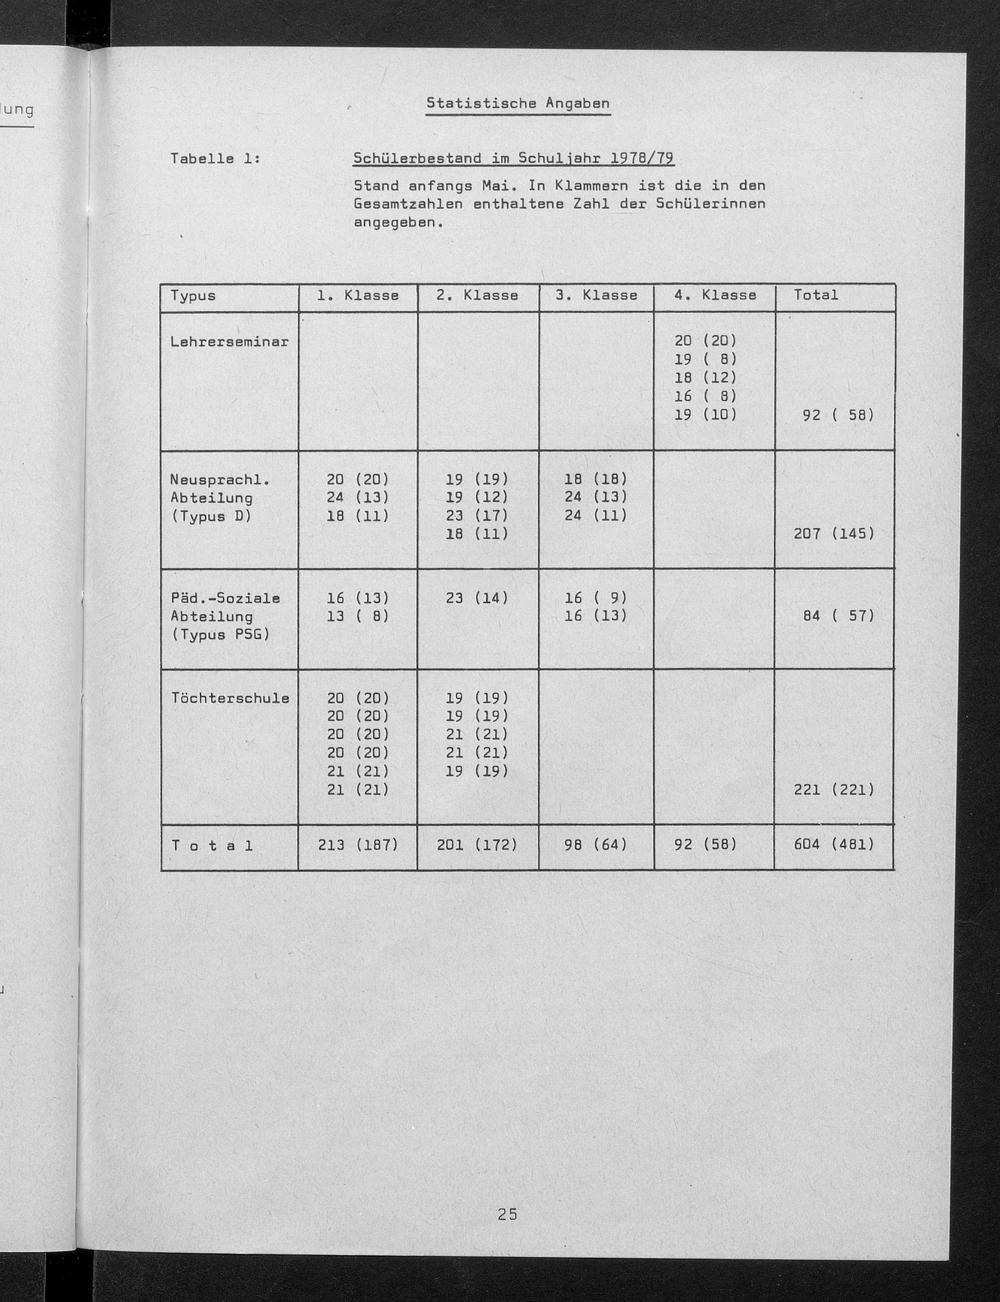 lung
Statistische Angaben
Tabelle 1: Schülerbestand im Schuljahr 1978/79
Stand anfangs Mai. In Klammern ist die in den
Gesamtzahlen enthaltene Zahl der Schülerinnen
angegeben.
Typus 1. Klasse 2. Klasse 3. Klasse 4. Klasse Total
Lehrerseminar 20 (20)
19 ( 8)
18 (12)
16 ( 8)
19 (10) 92 ( 58)
Neusprachl. 20 (20) 19 (19) 18 (18)
Abteilung 24 (13) 19 (12) 24 (13)
(Typus D) 18 (11) 23 (17) 24 (11)
18 (11) 207 (145)
Päd.-Soziale 16 (13) 23 (14) 16 ( 9)
Abteilung 13 ( 8) 16 (13) 84 ( 57)
(Typus PSG)
Töchterschule 20 (20) 19 (19)
20 (20) 19 (19)
20 (20) 21 (21)
20 (20) 21 (21)
21 (21) 19 (19)
21 (21) 221 (221)
T o t a l 213 (187) 201 (172) 98 (64) 92 (58) 604 (481)
25